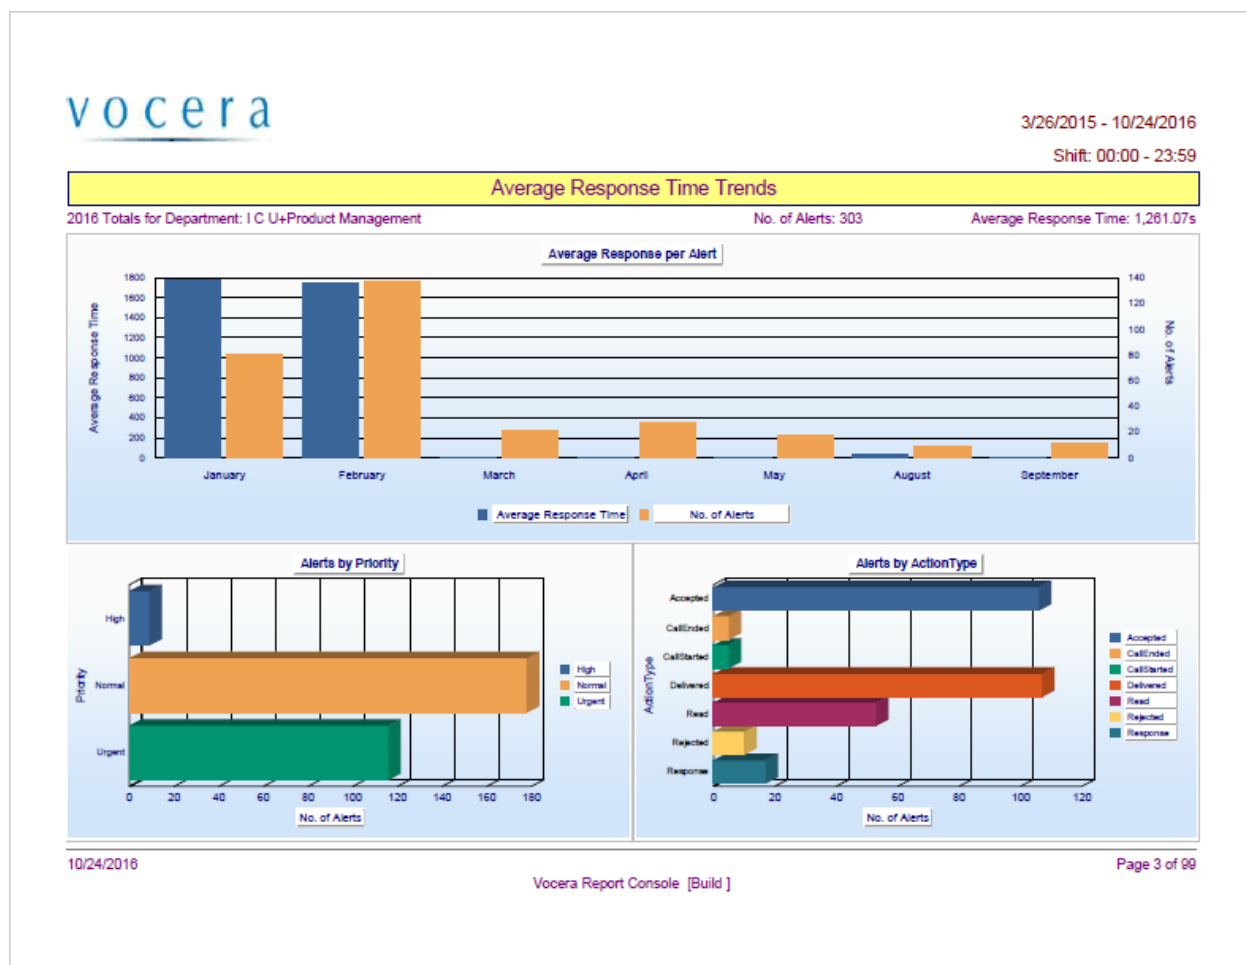 vocera
3/26/2015 - 10/24/2016
Shift: 00:00 - 23:59
Average Response Time Trends
2016 Totals for Department: I C U+Product Management No. of Alerts: 303 Average Response Time: 1,261.07s
Average Response per Alert
Average Response Time
1800
1600
1400
1200
1000
800
600
400
200
0
140
120
100
80
60
40
20
0
No. of Alerts
January February March April May August September
Average Response Time No. of Alerts
Alerts by Priority
Priority
High
Normal
Urgent
0 20 40 60 80 100 120 140 160 180
No. of Alerts
High
Normal
Urgent
Alerts by ActionType
ActionType
Accepted
CallEnded
CallStarted
Delivered
Read
Rejected
Response
0 20 40 60 80 100 120
No. of Alerts
Accepted
CallEnded
CallStarted
Delivered
Read
Rejected
Response
10/24/2016 Page 3 of 99
Vocera Report Console [Build ]